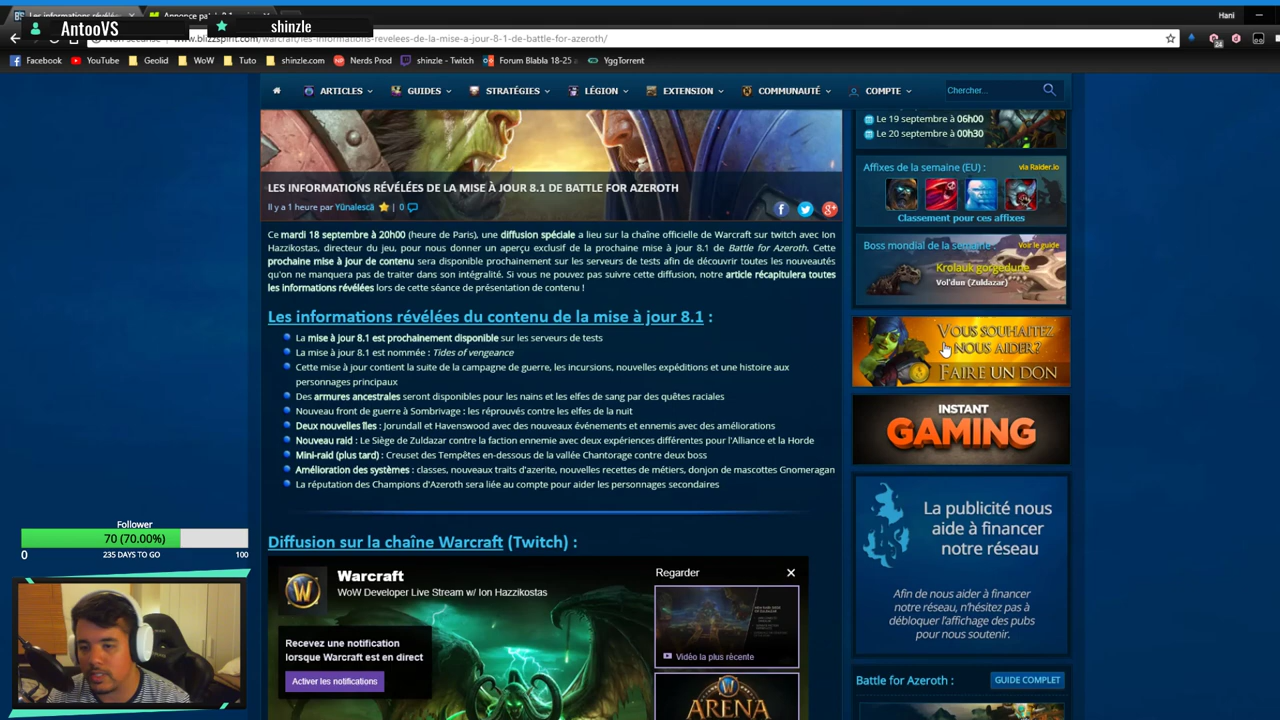 Les informations révélé
Annonce patch 8.1
Hani
AntooVS
shinzle
www.blizzspirit.com/warcraft/les-informations-revelees-de-la-mise-a-jour-8-1-de-battle-for-azeroth/
24
Facebook YouTube Geolid WoW Tuto shinzle.com Nerds Prod shinzle - Twitch Forum Blabla 18-25 a YggTorrent
ARTICLES GUIDES STRATÉGIES LÉGION EXTENSION COMMUNAUTÉ COMPTE Chercher...
LES INFORMATIONS RÉVÉLÉES DE LA MISE À JOUR 8.1 DE BATTLE FOR AZEROTH
Il y a 1 heure par Yünalescä | 0
Ce mardi 18 septembre à 20h00 (heure de Paris), une diffusion spéciale a lieu sur la chaîne officielle de Warcraft sur twitch avec Ion
Hazzikostas, directeur du jeu, pour nous donner un aperçu exclusif de la prochaine mise à jour 8.1 de Battle for Azeroth. Cette
prochaine mise à jour de contenu sera disponible prochainement sur les serveurs de tests afin de découvrir toutes les nouveautés
qu'on ne manquera pas de traiter dans son intégralité. Si vous ne pouvez pas suivre cette diffusion, notre article récapitulera toutes
les informations révélées lors de cette séance de présentation de contenu !
Les informations révélées du contenu de la mise à jour 8.1 :
La mise à jour 8.1 est prochainement disponible sur les serveurs de tests
La mise à jour 8.1 est nommée : Tides of vengeance
Cette mise à jour contient la suite de la campagne de guerre, les incursions, nouvelles expéditions et une histoire aux
personnages principaux
Des armures ancestrales seront disponibles pour les nains et les elfes de sang par des quêtes raciales
Nouveau front de guerre à Sombrivage : les réprouvés contre les elfes de la nuit
Deux nouvelles îles : Jorundall et Havenswood avec des nouveaux événements et ennemis avec des améliorations
Nouveau raid : Le Siège de Zuldazar contre la faction ennemie avec deux expériences différentes pour l'Alliance et la Horde
Mini-raid (plus tard) : Creuset des Tempêtes en-dessous de la vallée Chantorage contre deux boss
Amélioration des systèmes : classes, nouveaux traits d'azerite, nouvelles recettes de métiers, donjon de mascottes Gnomeragan
La réputation des Champions d'Azeroth sera liée au compte pour aider les personnages secondaires
Diffusion sur la chaîne Warcraft (Twitch) :
Warcraft
WoW Developer Live Stream w/ Ion Hazzikostas
Recevez une notification
lorsque Warcraft est en direct
Activer les notifications
Regarder
Vidéo la plus récente
ARENA
Le 19 septembre à 06h00
Le 20 septembre à 00h30
Affixes de la semaine (EU) : via Raider.io
Classement pour ces affixes
Boss mondial de la semaine : Voir le guide
Krolauk gorgedune
Vol'dun (Zuldazar)
VOUS SOUHAITEZ
NOUS AIDER?
FAIRE UN DON
INSTANT
GAMING
La publicité nous
aide à financer
notre réseau
Afin de nous aider à financer
notre réseau, n'hésitez pas à
débloquer l'affichage des pubs
pour nous soutenir.
Battle for Azeroth : GUIDE COMPLET
Follower
70 (70.00%)
0 235 DAYS TO GO 100